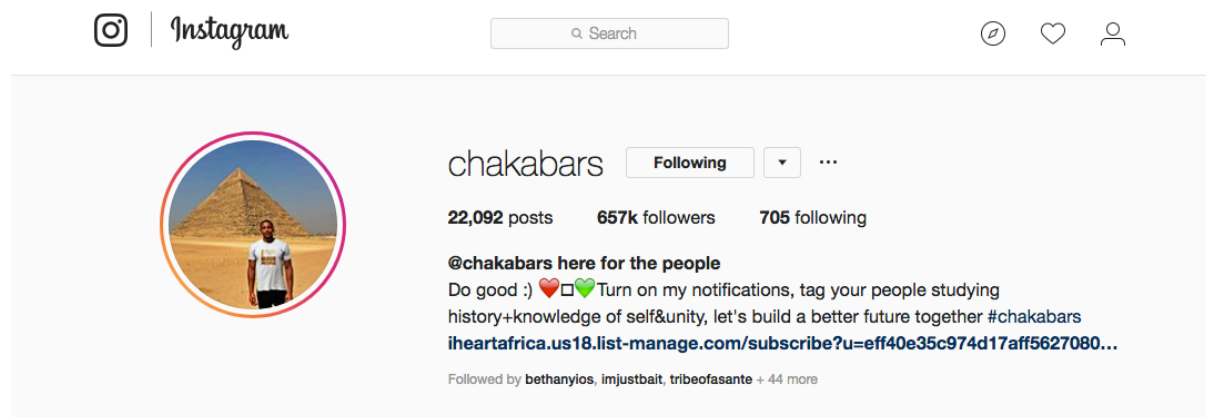 Instagram
Search
chakabars Following
22,092 posts 657k followers 705 following
@chakabars here for the people
Do good :) ❤️□💚Turn on my notifications, tag your people studying
history+knowledge of self&unity, let's build a better future together #chakabars
iheartafrica.us18.list-manage.com/subscribe?u=eff40e35c974d17aff5627080…
Followed by bethanyios, imjustbait, tribeofasante + 44 more